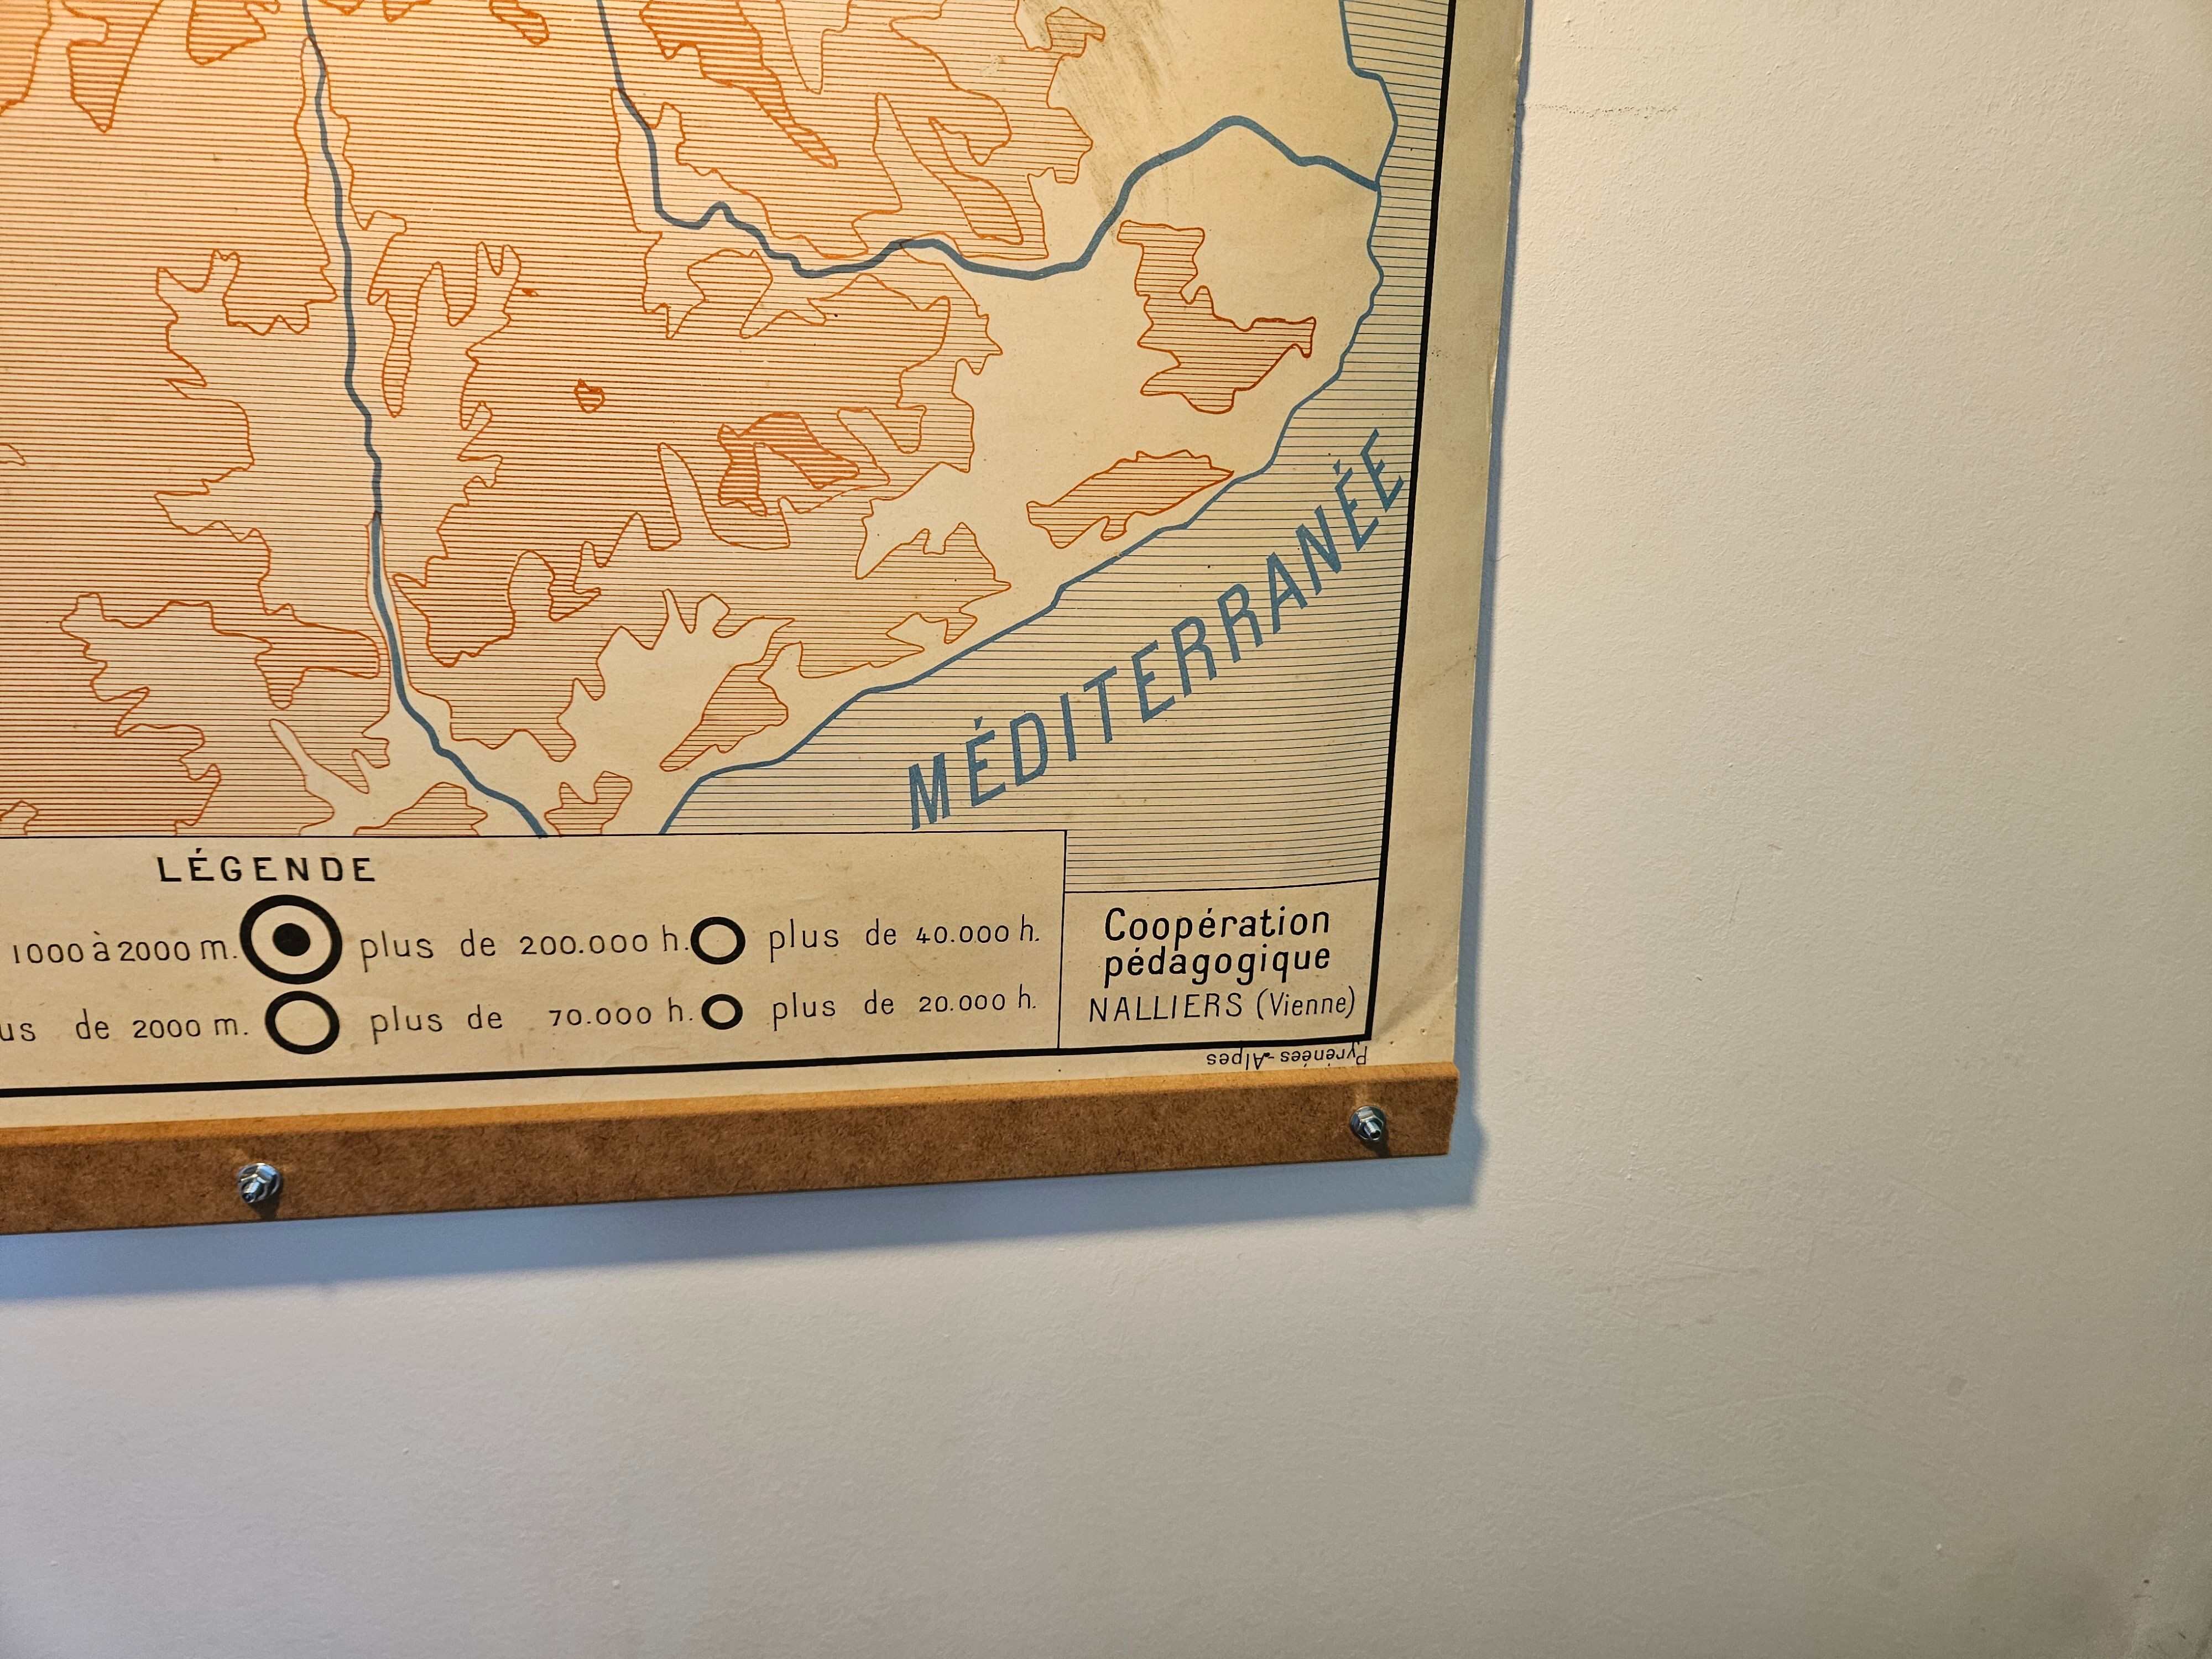 MÉDITERRANÉE
LÉGENDE
1000 à 2000 m. plus de 200.000 h. plus de 40.000 h.
de 2000 m. plus de 70.000 h. plus de 20.000 h.
Coopération
pédagogique
NALLIERS (Vienne)
Pyrénées-Alpes